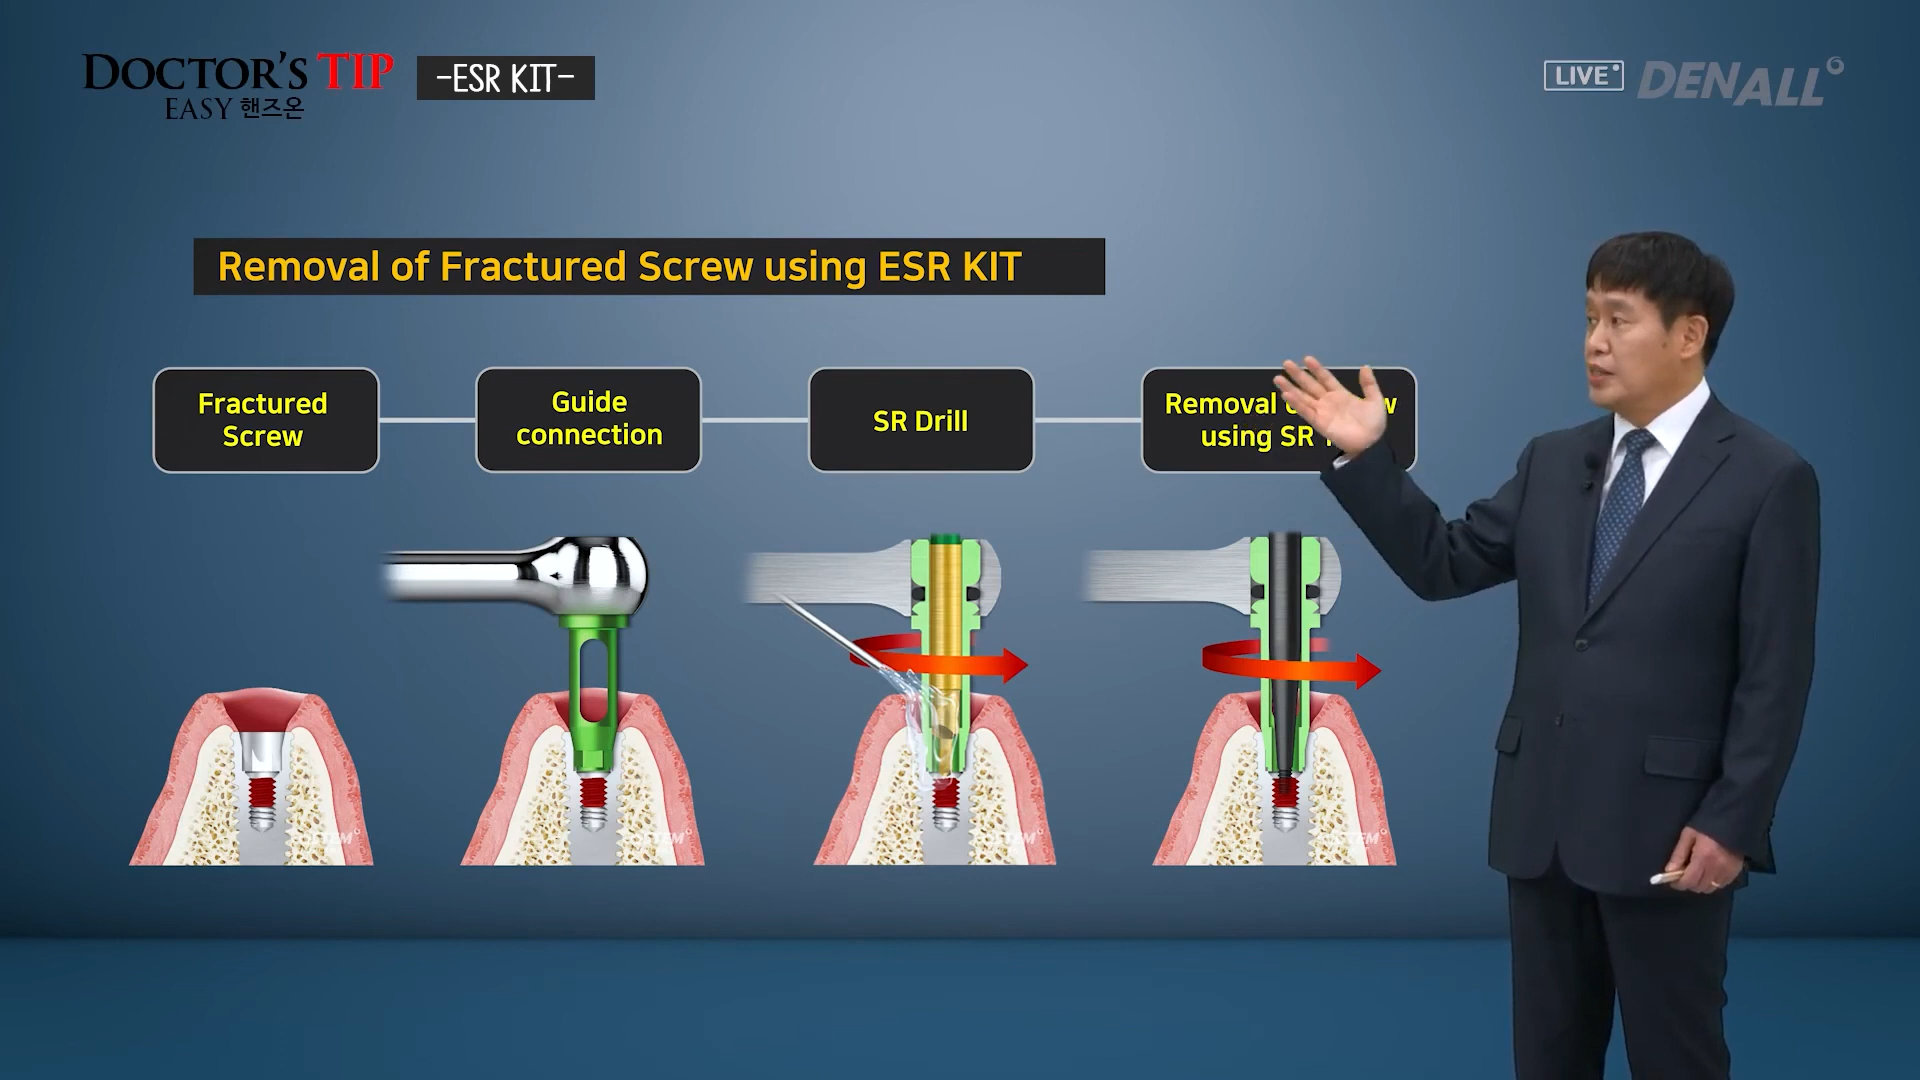 DOCTOR'S TIP
EASY 핸즈온
-ESR KIT-
LIVE
DENALL
Removal of Fractured Screw using ESR KIT
Fractured
Screw
Guide
connection
SR Drill
Removal
using SR